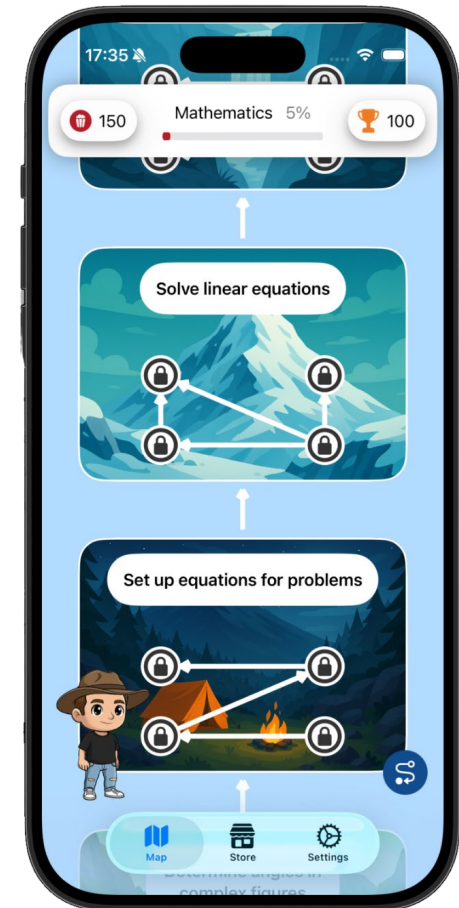 17:35
150
Mathematics 5%
100
Solve linear equations
Set up equations for problems
Map
Store
Settings
Determine angles in
complex figures